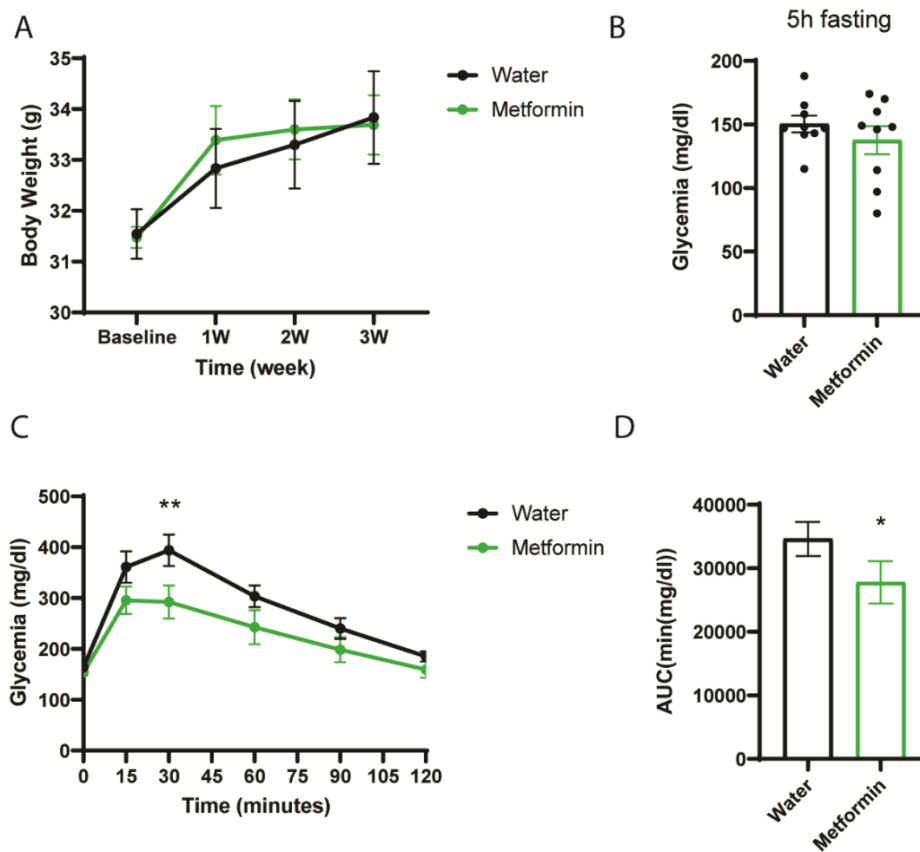 A
35
34
33
32
31
30
Body Weight (g)
Baseline 1W 2W 3W
Time (week)
Water
Metformin
B
5h fasting
200
150
100
50
0
Glycemia (mg/dl)
Water
Metformin
C
500
400
300
200
100
0
Glycemia (mg/dl)
**
0 15 30 45 60 75 90 105 120
Time (minutes)
Water
Metformin
D
40000
30000
20000
10000
0
AUC(min(mg/dl))
*
Water
Metformin